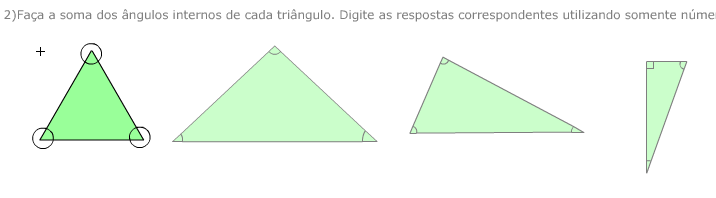 2)Faça a soma dos ângulos internos de cada triângulo. Digite as respostas correspondentes utilizando somente núme